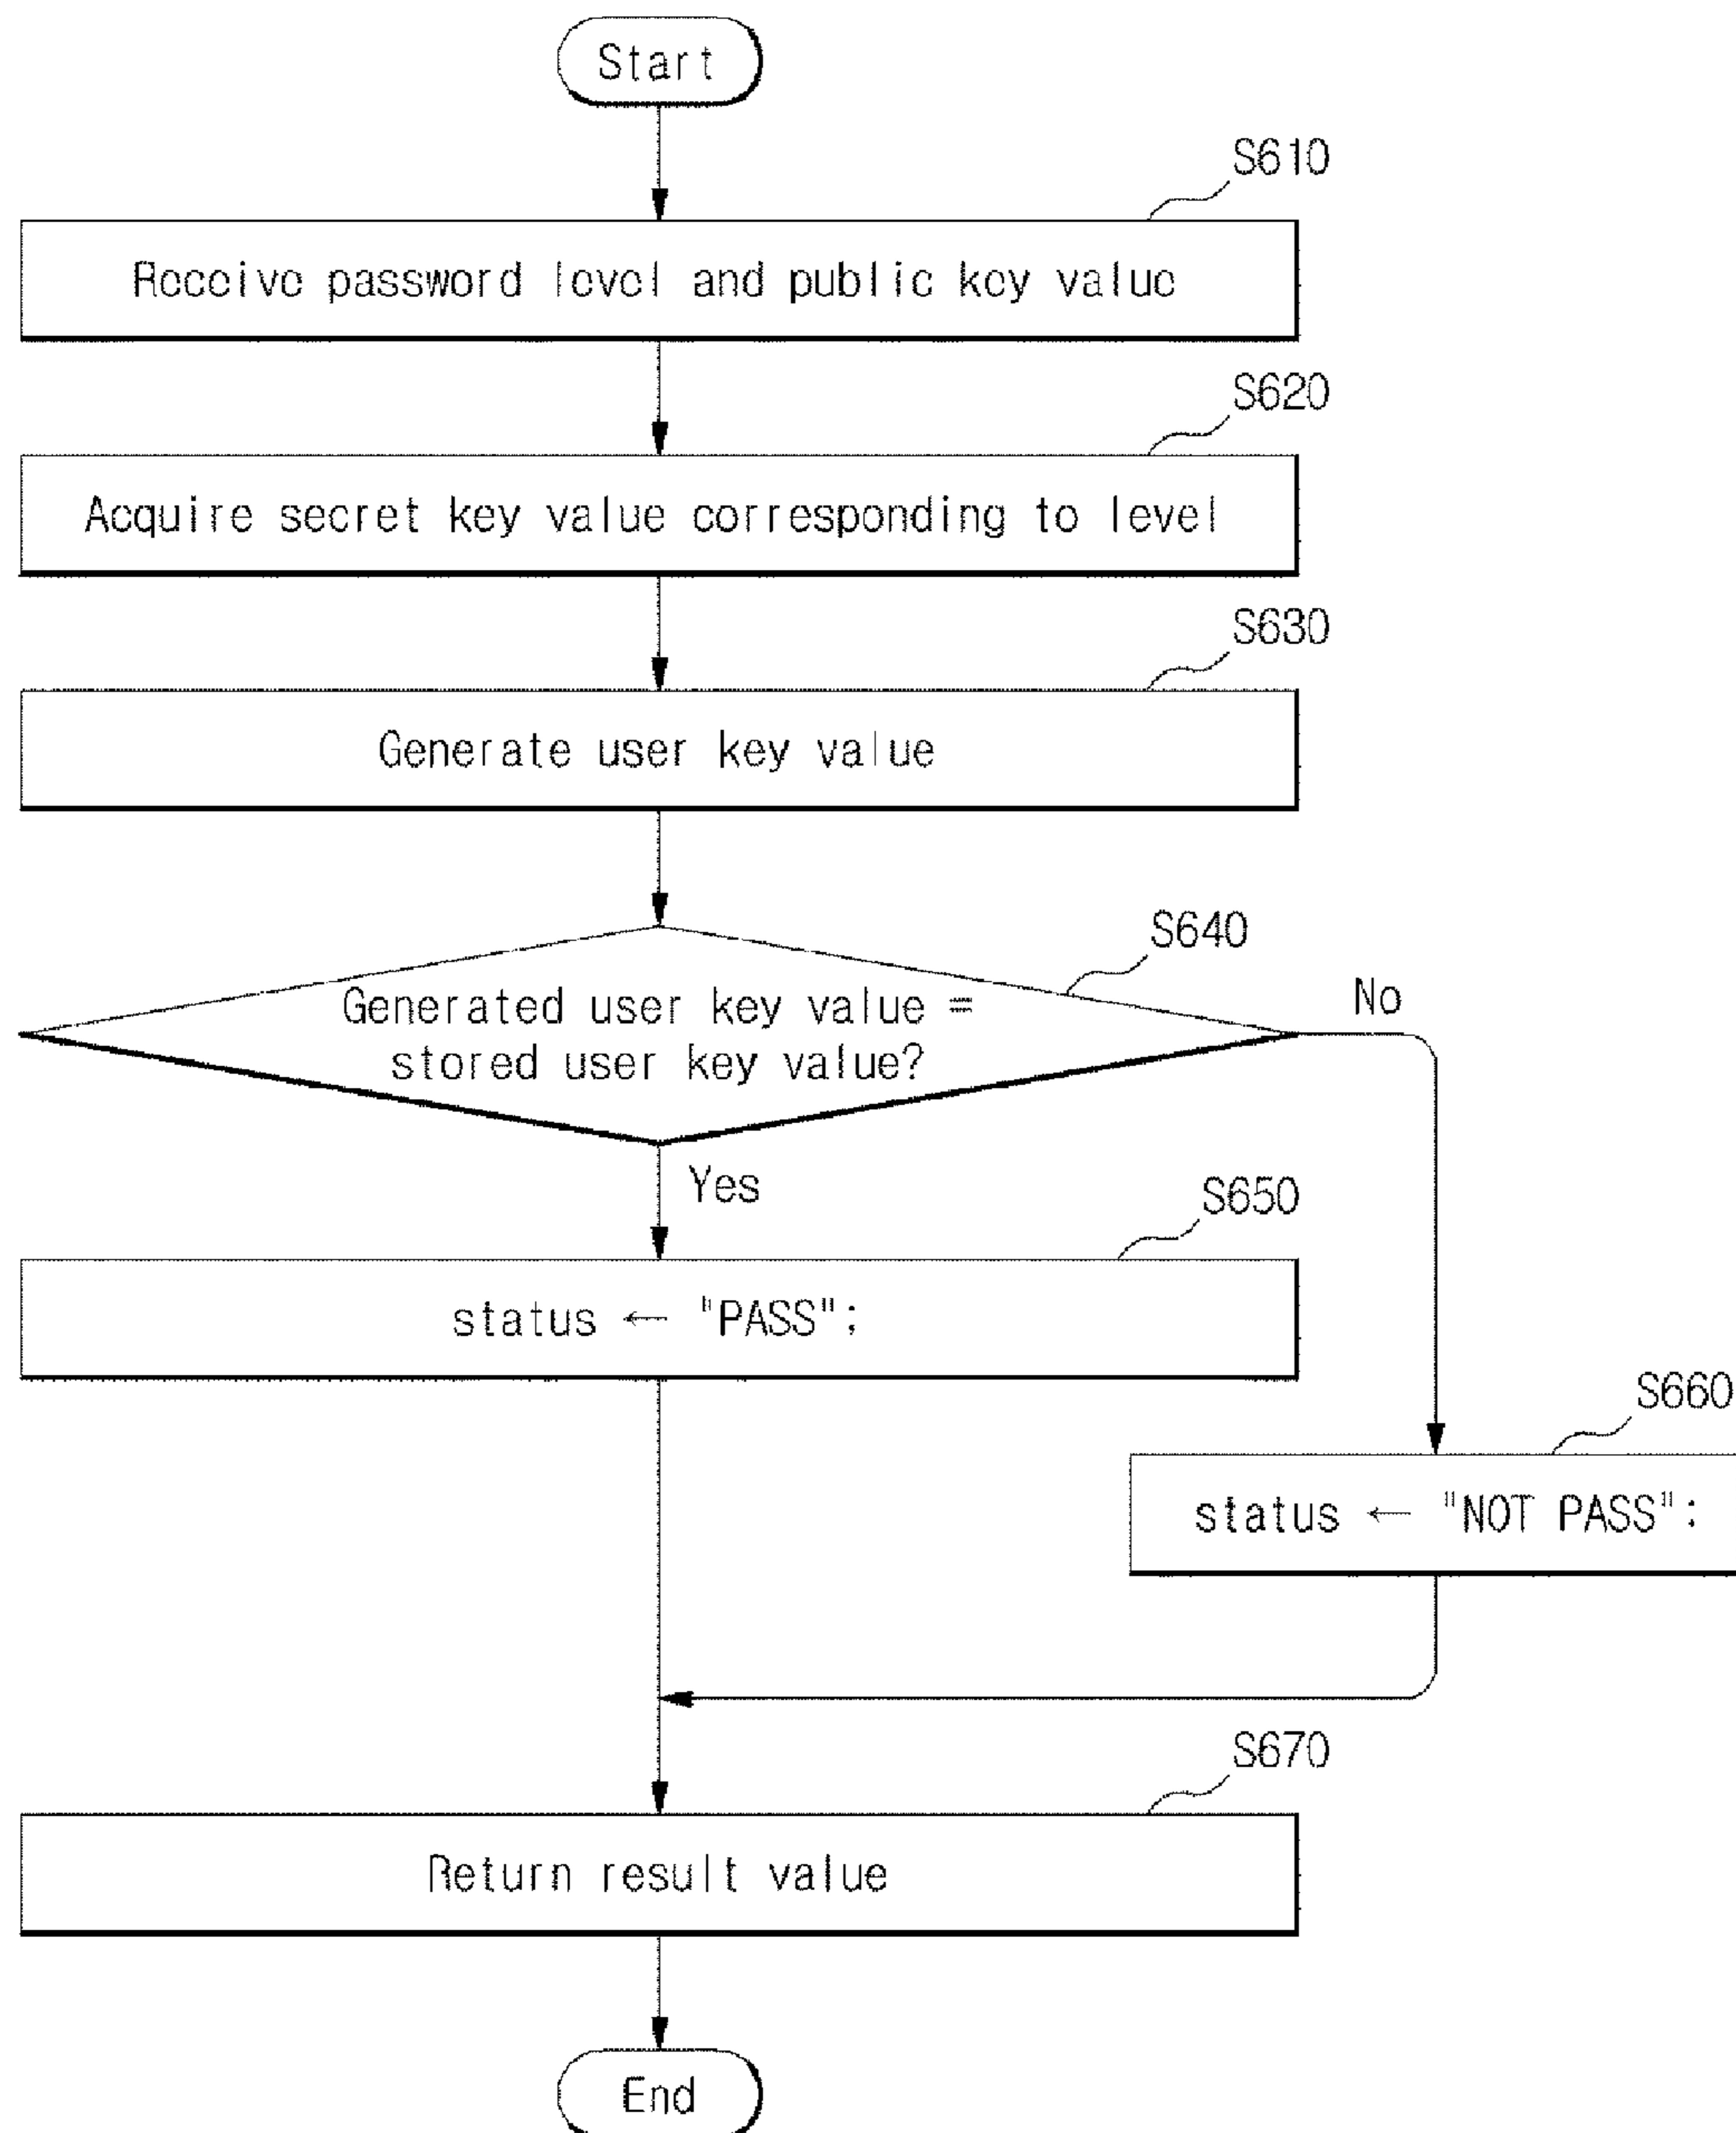 Start
S610
Receive password level and public key value
S620
Acquire secret key value corresponding to level
S630
Generate user key value
S640
Generated user key value =
stored user key value?
No
Yes
S650
status ← "PASS";
S660
status ← "NOT PASS";
S670
Return result value
End